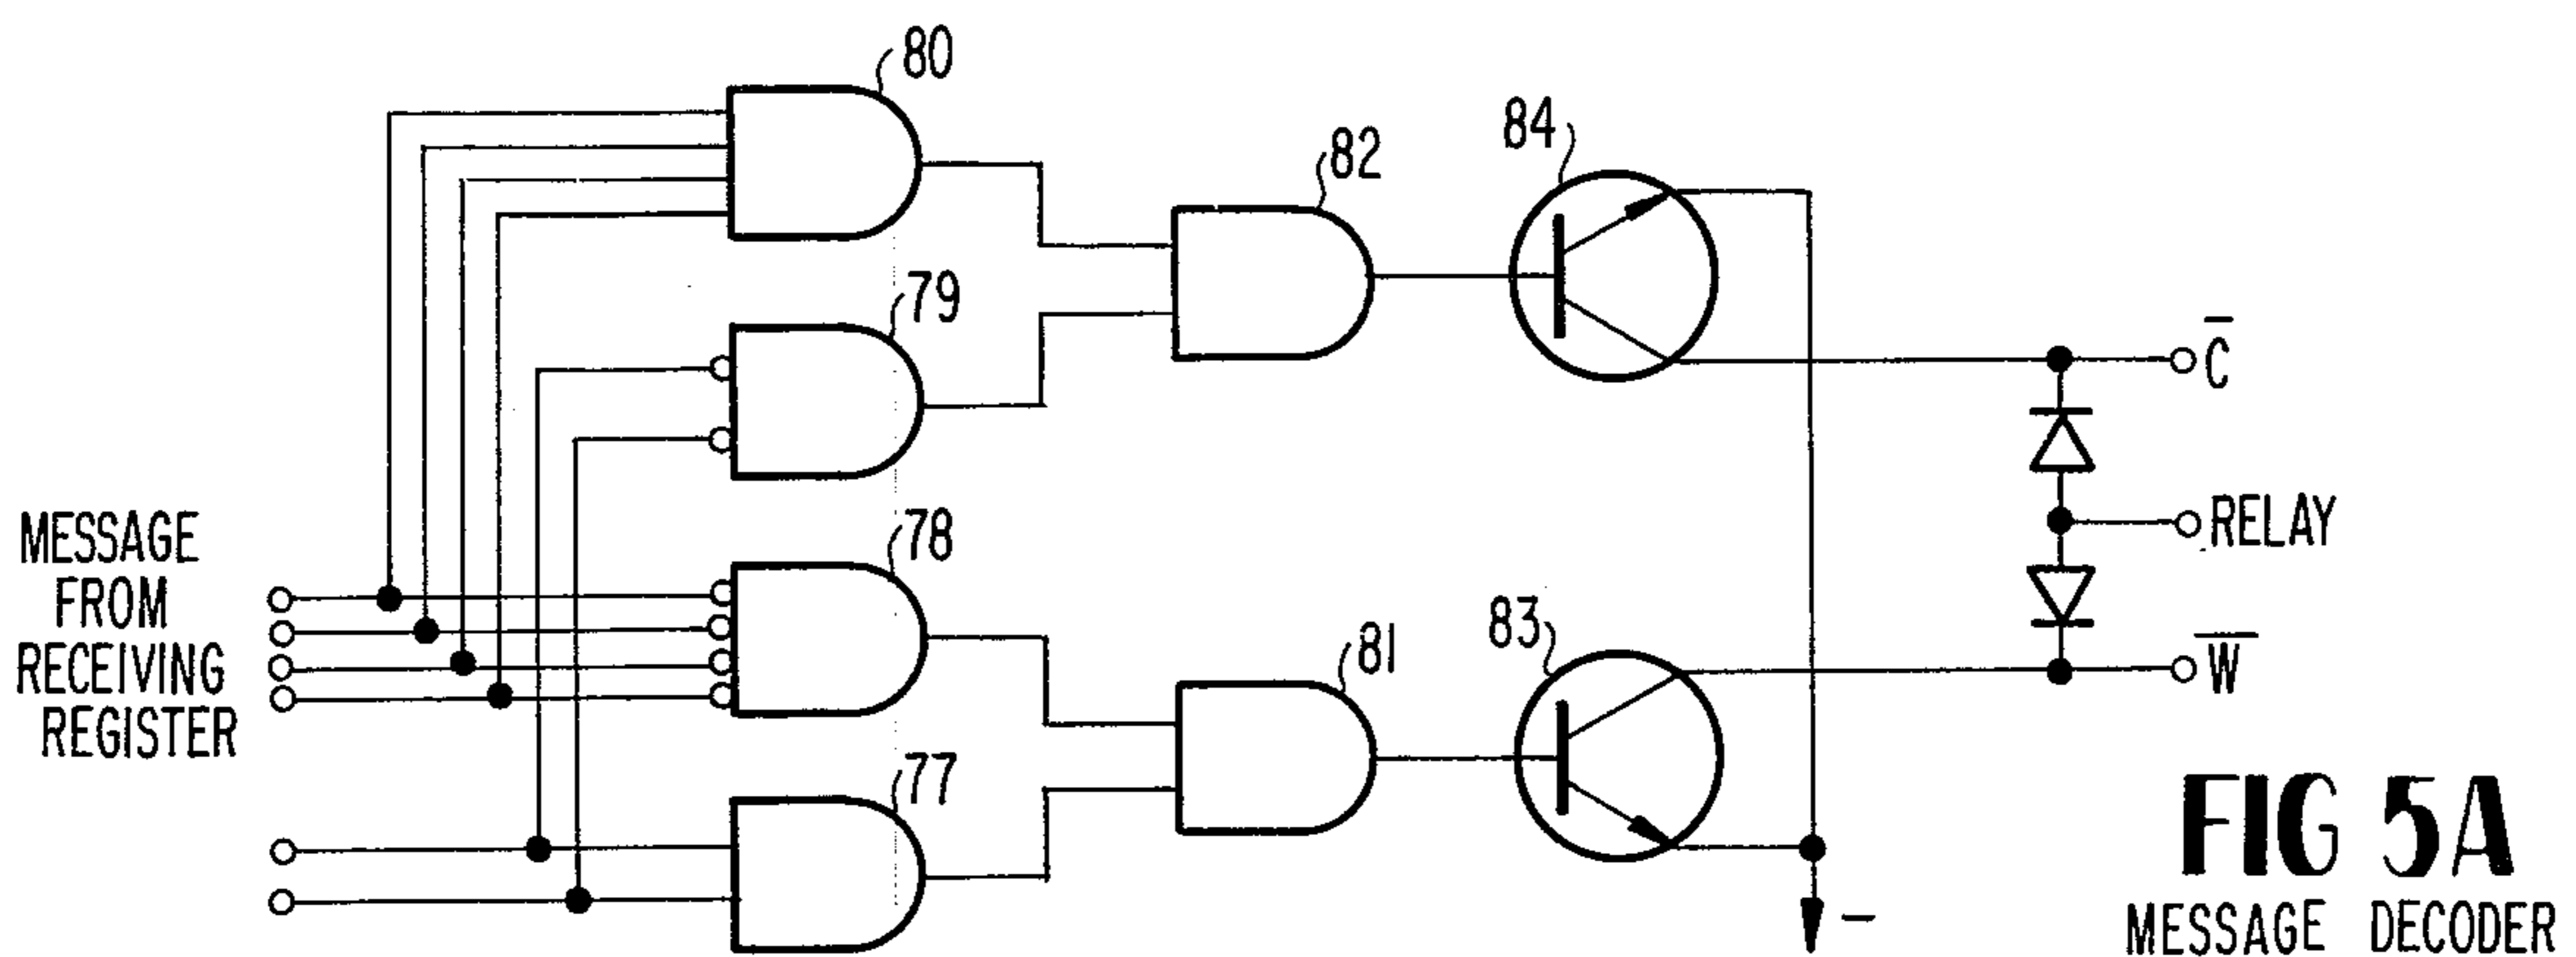 80
84
82
79
C̅
78
RELAY
MESSAGE
FROM
RECEIVING
REGISTER
83
81
W̅
77
−
FIG 5A
MESSAGE DECODER